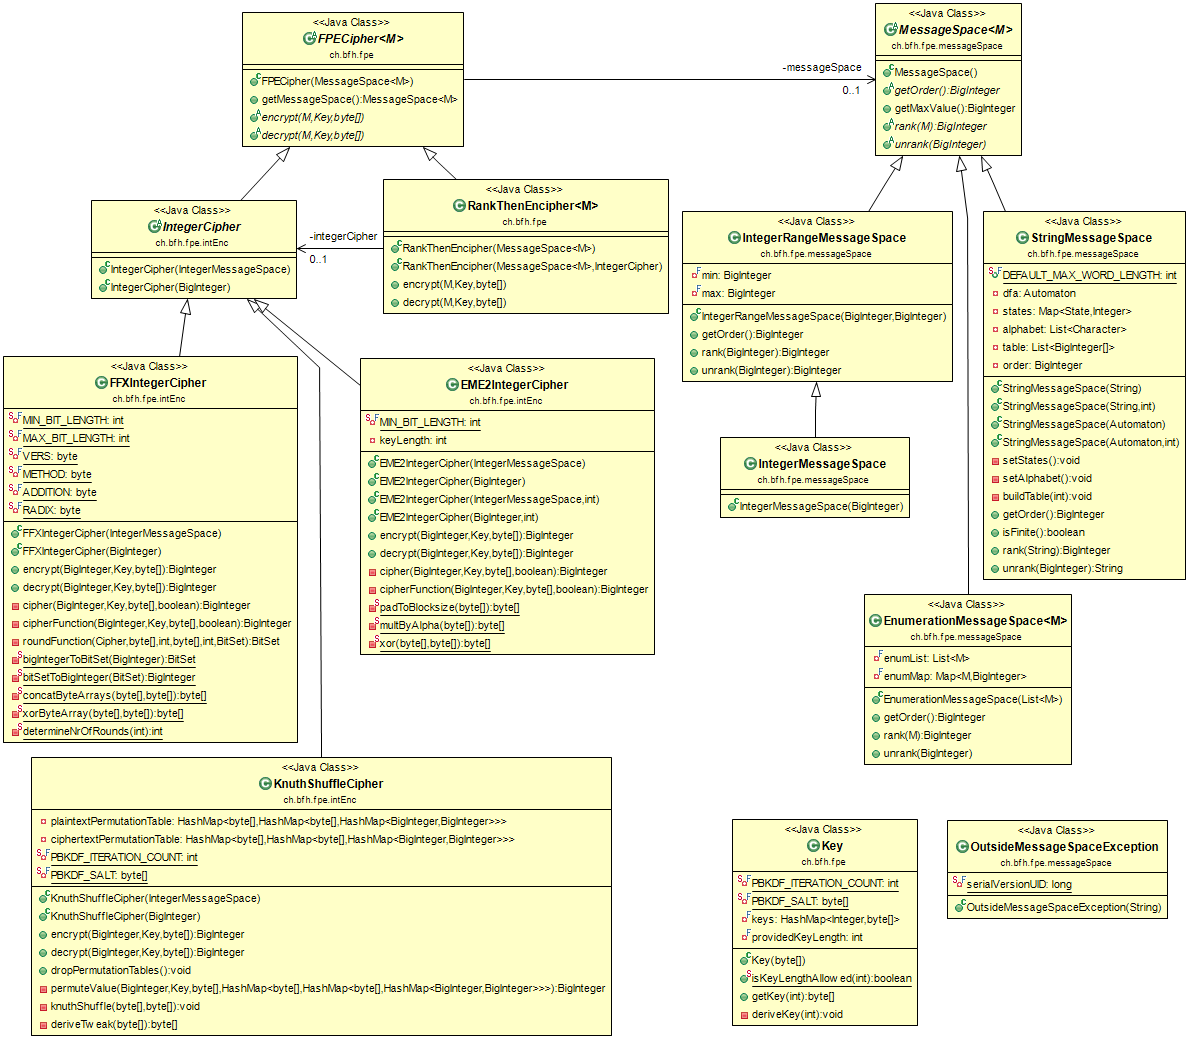 <<Java Class>>
FPECipher<M>
ch.bfh.fpe
FPECipher(MessageSpace<M>)
getMessageSpace():MessageSpace<M>
encrypt(M,Key,byte[])
decrypt(M,Key,byte[])
-messageSpace
0..1
<<Java Class>>
MessageSpace<M>
ch.bfh.fpe.messageSpace
MessageSpace()
getOrder():BigInteger
getMaxValue():BigInteger
rank(M):BigInteger
unrank(BigInteger)
<<Java Class>>
IntegerCipher
ch.bfh.fpe.intEnc
IntegerCipher(IntegerMessageSpace)
IntegerCipher(BigInteger)
-integerCipher
0..1
<<Java Class>>
RankThenEncipher<M>
ch.bfh.fpe
RankThenEncipher(MessageSpace<M>)
RankThenEncipher(MessageSpace<M>,IntegerCipher)
encrypt(M,Key,byte[])
decrypt(M,Key,byte[])
<<Java Class>>
IntegerRangeMessageSpace
ch.bfh.fpe.messageSpace
min: BigInteger
max: BigInteger
IntegerRangeMessageSpace(BigInteger,BigInteger)
getOrder():BigInteger
rank(BigInteger):BigInteger
unrank(BigInteger):BigInteger
<<Java Class>>
StringMessageSpace
ch.bfh.fpe.messageSpace
DEFAULT_MAX_WORD_LENGTH: int
dfa: Automaton
states: Map<State,Integer>
alphabet: List<Character>
table: List<BigInteger[]>
order: BigInteger
StringMessageSpace(String)
StringMessageSpace(String,int)
StringMessageSpace(Automaton)
StringMessageSpace(Automaton,int)
setStates():void
setAlphabet():void
buildTable(int):void
getOrder():BigInteger
isFinite():boolean
rank(String):BigInteger
unrank(BigInteger):String
<<Java Class>>
FFXIntegerCipher
ch.bfh.fpe.intEnc
MIN_BIT_LENGTH: int
MAX_BIT_LENGTH: int
VERS: byte
METHOD: byte
ADDITION: byte
RADIX: byte
FFXIntegerCipher(IntegerMessageSpace)
FFXIntegerCipher(BigInteger)
encrypt(BigInteger,Key,byte[]):BigInteger
decrypt(BigInteger,Key,byte[]):BigInteger
cipher(BigInteger,Key,byte[],boolean):BigInteger
cipherFunction(BigInteger,Key,byte[],boolean):BigInteger
roundFunction(Cipher,byte[],int,byte[],int,BitSet):BitSet
bigIntegerToBitSet(BigInteger):BitSet
bitSetToBigInteger(BitSet):BigInteger
concatByteArrays(byte[],byte[]):byte[]
xorByteArray(byte[],byte[]):byte[]
determineNrOfRounds(int):int
<<Java Class>>
EME2IntegerCipher
ch.bfh.fpe.intEnc
MIN_BIT_LENGTH: int
keyLength: int
EME2IntegerCipher(IntegerMessageSpace)
EME2IntegerCipher(BigInteger)
EME2IntegerCipher(IntegerMessageSpace,int)
EME2IntegerCipher(BigInteger,int)
encrypt(BigInteger,Key,byte[]):BigInteger
decrypt(BigInteger,Key,byte[]):BigInteger
cipher(BigInteger,Key,byte[],boolean):BigInteger
cipherFunction(BigInteger,Key,byte[],boolean):BigInteger
padToBlocksize(byte[]):byte[]
multByAlpha(byte[]):byte[]
xor(byte[],byte[]):byte[]
<<Java Class>>
IntegerMessageSpace
ch.bfh.fpe.messageSpace
IntegerMessageSpace(BigInteger)
<<Java Class>>
EnumerationMessageSpace<M>
ch.bfh.fpe.messageSpace
enumList: List<M>
enumMap: Map<M,BigInteger>
EnumerationMessageSpace(List<M>)
getOrder():BigInteger
rank(M):BigInteger
unrank(BigInteger)
<<Java Class>>
KnuthShuffleCipher
ch.bfh.fpe.intEnc
plaintextPermutationTable: HashMap<byte[],HashMap<byte[],HashMap<BigInteger,BigInteger>>>
ciphertextPermutationTable: HashMap<byte[],HashMap<byte[],HashMap<BigInteger,BigInteger>>>
PBKDF_ITERATION_COUNT: int
PBKDF_SALT: byte[]
KnuthShuffleCipher(IntegerMessageSpace)
KnuthShuffleCipher(BigInteger)
encrypt(BigInteger,Key,byte[]):BigInteger
decrypt(BigInteger,Key,byte[]):BigInteger
dropPermutationTables():void
permuteValue(BigInteger,Key,byte[],HashMap<byte[],HashMap<byte[],HashMap<BigInteger,BigInteger>>>):BigInteger
knuthShuffle(byte[],byte[]):void
deriveTweak(byte[]):byte[]
<<Java Class>>
Key
ch.bfh.fpe
PBKDF_ITERATION_COUNT: int
PBKDF_SALT: byte[]
keys: HashMap<Integer,byte[]>
providedKeyLength: int
Key(byte[])
isKeyLengthAllowed(int):boolean
getKey(int):byte[]
deriveKey(int):void
<<Java Class>>
OutsideMessageSpaceException
ch.bfh.fpe.messageSpace
serialVersionUID: long
OutsideMessageSpaceException(String)